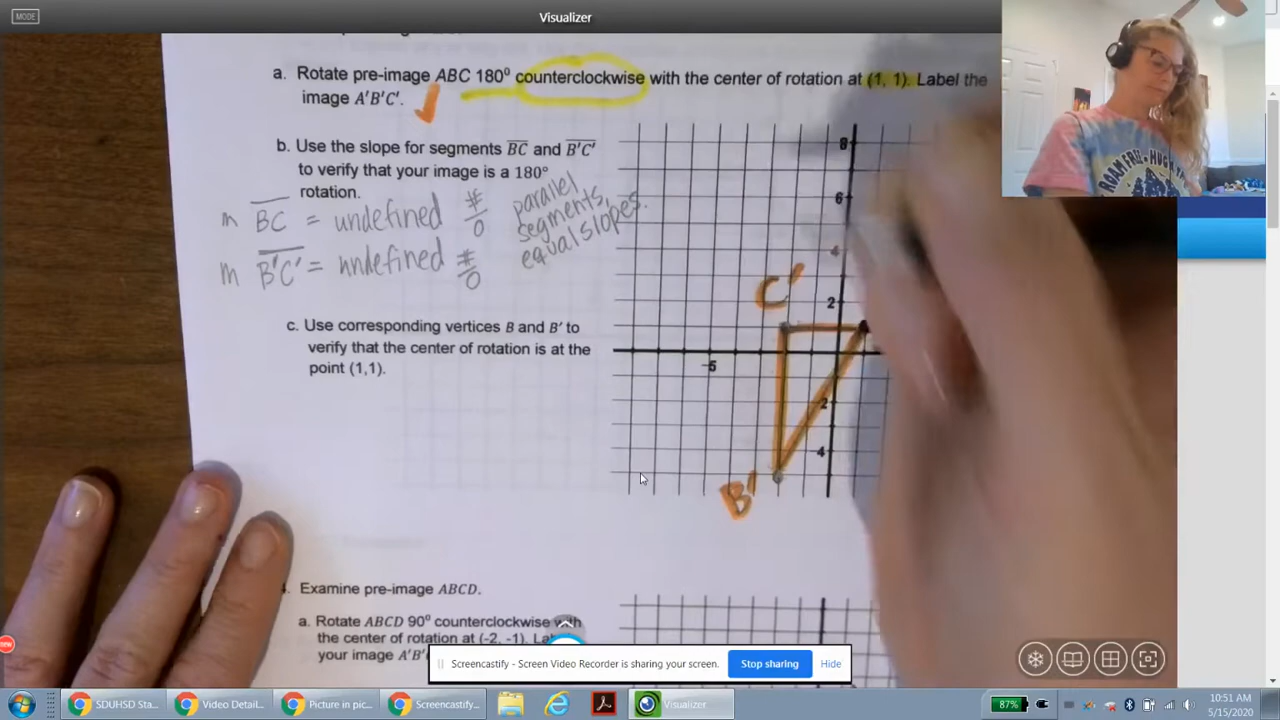 MODE
Visualizer
a. Rotate pre-image ABC 180° counterclockwise with the center of rotation at (1, 1). Label the
image A'B'C'.
b. Use the slope for segments BC and B'C'
to verify that your image is a 180°
rotation.
m BC = undefined #/0
m B'C' = undefined #/0
parallel
segments,
equal slopes.
c. Use corresponding vertices B and B' to
verify that the center of rotation is at the
point (1,1).
8
6
4
2
-5
-2
4
C'
B'
Examine pre-image ABCD.
a. Rotate ABCD 90° counterclockwise with
the center of rotation at (-2, -1).
your image A'B'
ROAM FREE
new
Screencastify - Screen Video Recorder is sharing your screen.
Stop sharing
Hide
SDUHSD Sta...
Video Detail...
Picture in pic...
Screencastify...
Visualizer
87%
10:51 AM
5/15/2020